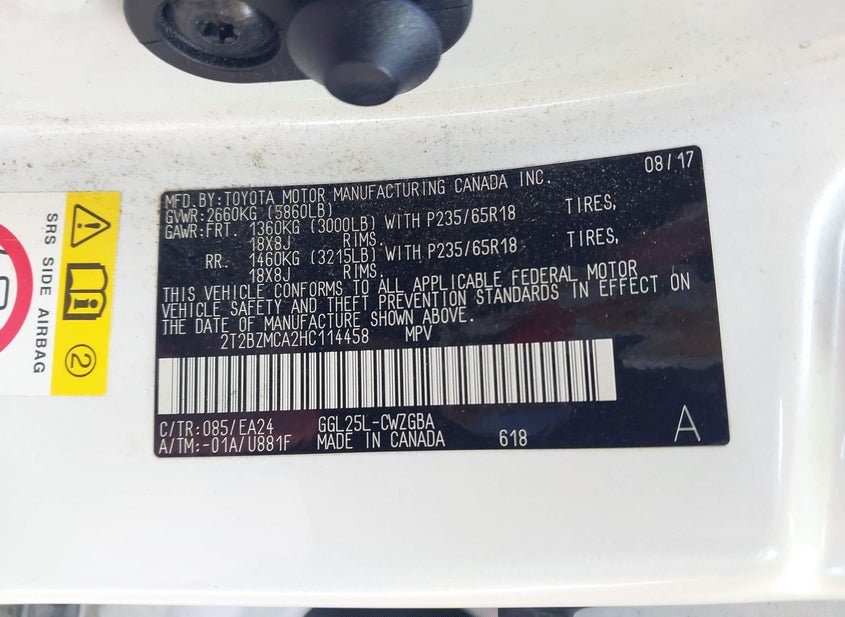 MFD. BY: TOYOTA MOTOR MANUFACTURING CANADA INC. 08/17
GVWR: 2660KG (5860LB)
GAWR: FRT. 1360KG (3000LB) WITH P235/65R18 TIRES,
18X8J RIMS.
RR. 1460KG (3215LB) WITH P235/65R18 TIRES,
18X8J RIMS.
THIS VEHICLE CONFORMS TO ALL APPLICABLE FEDERAL MOTOR
VEHICLE SAFETY AND THEFT PREVENTION STANDARDS IN EFFECT ON
THE DATE OF MANUFACTURE SHOWN ABOVE.
2T2BZMCA2HC114458 MPV
C/TR: 085/EA24 GGL25L-CWZGBA
A/TM: -01A/U881F MADE IN CANADA 618 A
SRS SIDE AIRBAG
2